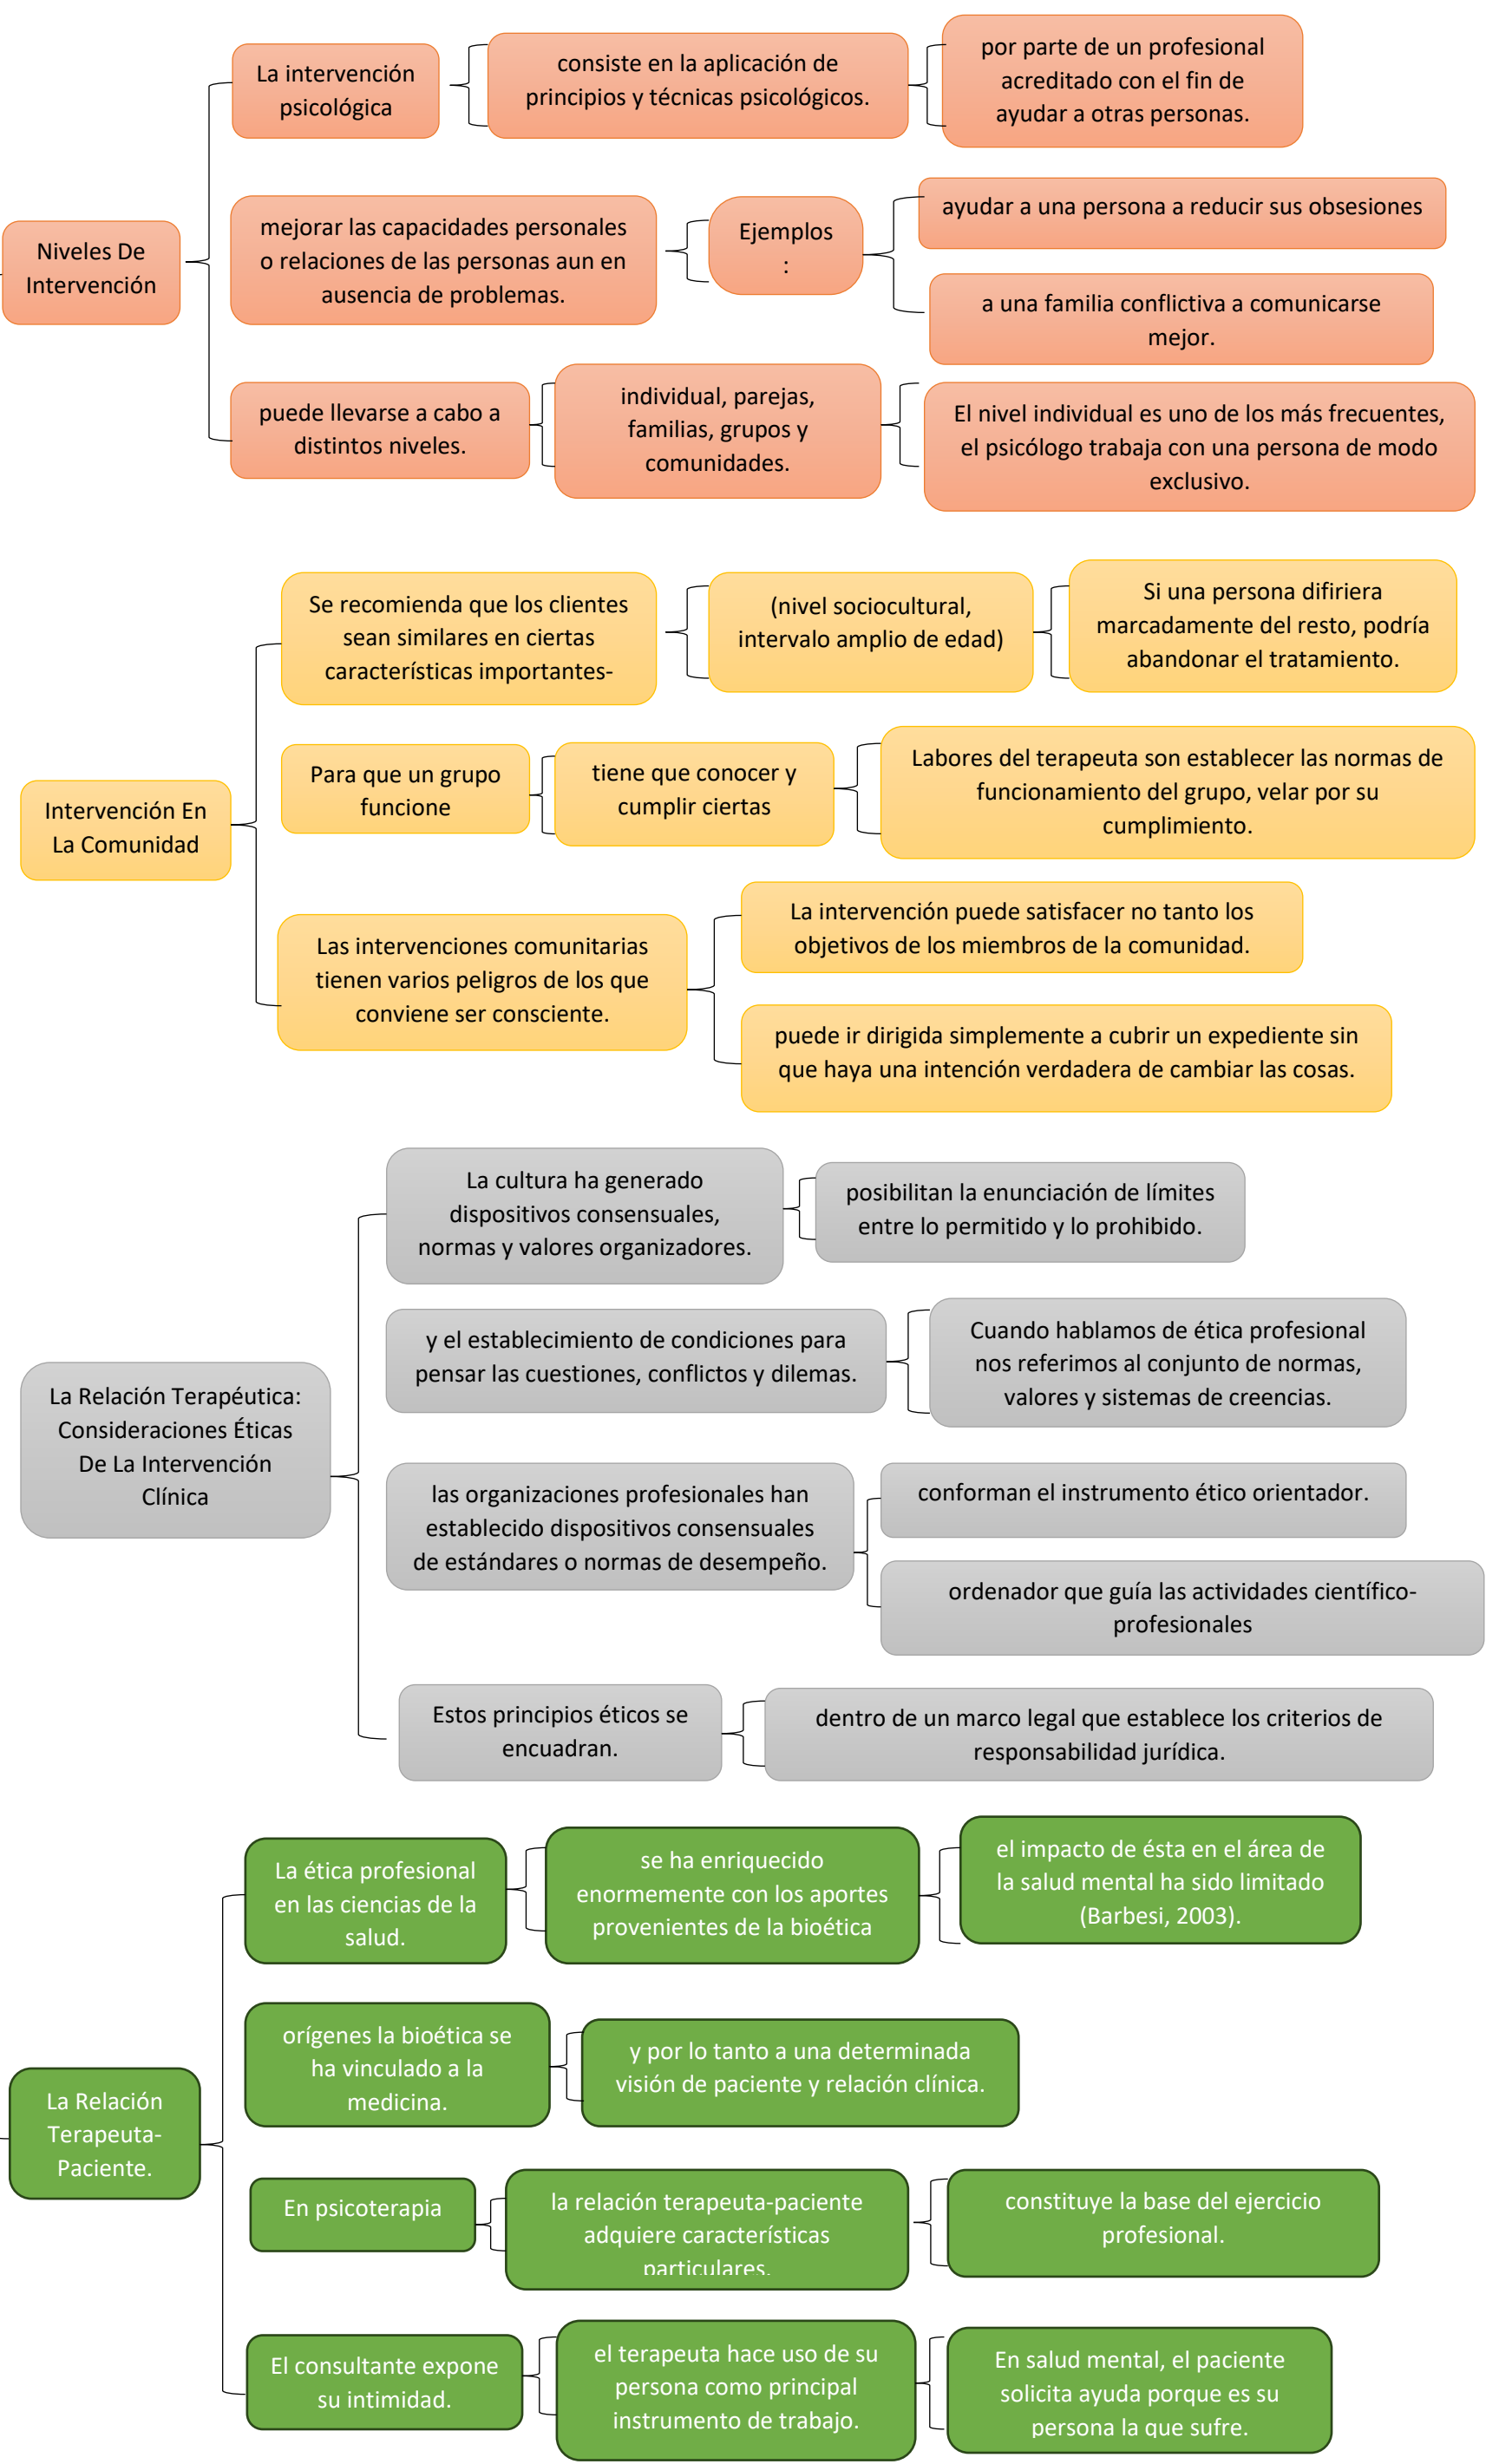 Niveles De
Intervención
La intervención
psicológica
consiste en la aplicación de
principios y técnicas psicológicos.
por parte de un profesional
acreditado con el fin de
ayudar a otras personas.
mejorar las capacidades personales
o relaciones de las personas aun en
ausencia de problemas.
Ejemplos
:
ayudar a una persona a reducir sus obsesiones
a una familia conflictiva a comunicarse
mejor.
puede llevarse a cabo a
distintos niveles.
individual, parejas,
familias, grupos y
comunidades.
El nivel individual es uno de los más frecuentes,
el psicólogo trabaja con una persona de modo
exclusivo.
Intervención En
La Comunidad
Se recomienda que los clientes
sean similares en ciertas
características importantes-
(nivel sociocultural,
intervalo amplio de edad)
Si una persona difiriera
marcadamente del resto, podría
abandonar el tratamiento.
Para que un grupo
funcione
tiene que conocer y
cumplir ciertas
Labores del terapeuta son establecer las normas de
funcionamiento del grupo, velar por su
cumplimiento.
Las intervenciones comunitarias
tienen varios peligros de los que
conviene ser consciente.
La intervención puede satisfacer no tanto los
objetivos de los miembros de la comunidad.
puede ir dirigida simplemente a cubrir un expediente sin
que haya una intención verdadera de cambiar las cosas.
La Relación Terapéutica:
Consideraciones Éticas
De La Intervención
Clínica
La cultura ha generado
dispositivos consensuales,
normas y valores organizadores.
posibilitan la enunciación de límites
entre lo permitido y lo prohibido.
y el establecimiento de condiciones para
pensar las cuestiones, conflictos y dilemas.
Cuando hablamos de ética profesional
nos referimos al conjunto de normas,
valores y sistemas de creencias.
las organizaciones profesionales han
establecido dispositivos consensuales
de estándares o normas de desempeño.
conforman el instrumento ético orientador.
ordenador que guía las actividades científico-
profesionales
Estos principios éticos se
encuadran.
dentro de un marco legal que establece los criterios de
responsabilidad jurídica.
La Relación
Terapeuta-
Paciente.
La ética profesional
en las ciencias de la
salud.
se ha enriquecido
enormemente con los aportes
provenientes de la bioética
el impacto de ésta en el área de
la salud mental ha sido limitado
(Barbesi, 2003).
orígenes la bioética se
ha vinculado a la
medicina.
y por lo tanto a una determinada
visión de paciente y relación clínica.
En psicoterapia
la relación terapeuta-paciente
adquiere características
particulares.
constituye la base del ejercicio
profesional.
El consultante expone
su intimidad.
el terapeuta hace uso de su
persona como principal
instrumento de trabajo.
En salud mental, el paciente
solicita ayuda porque es su
persona la que sufre.